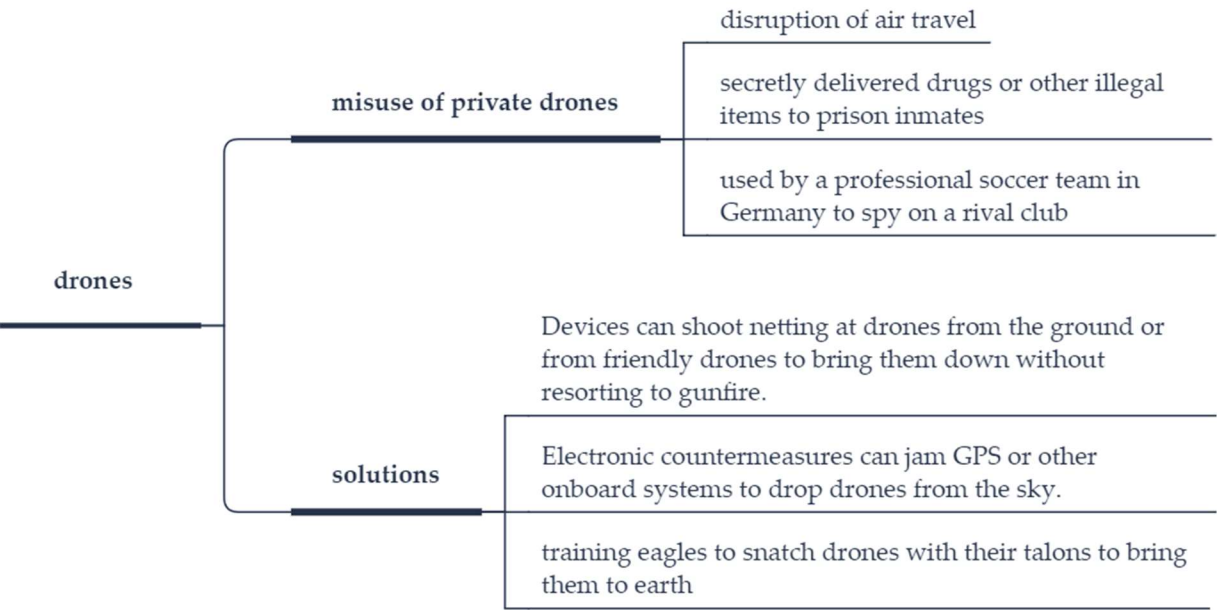 drones
misuse of private drones
disruption of air travel
secretly delivered drugs or other illegal
items to prison inmates
used by a professional soccer team in
Germany to spy on a rival club
solutions
Devices can shoot netting at drones from the ground or
from friendly drones to bring them down without
resorting to gunfire.
Electronic countermeasures can jam GPS or other
onboard systems to drop drones from the sky.
training eagles to snatch drones with their talons to bring
them to earth